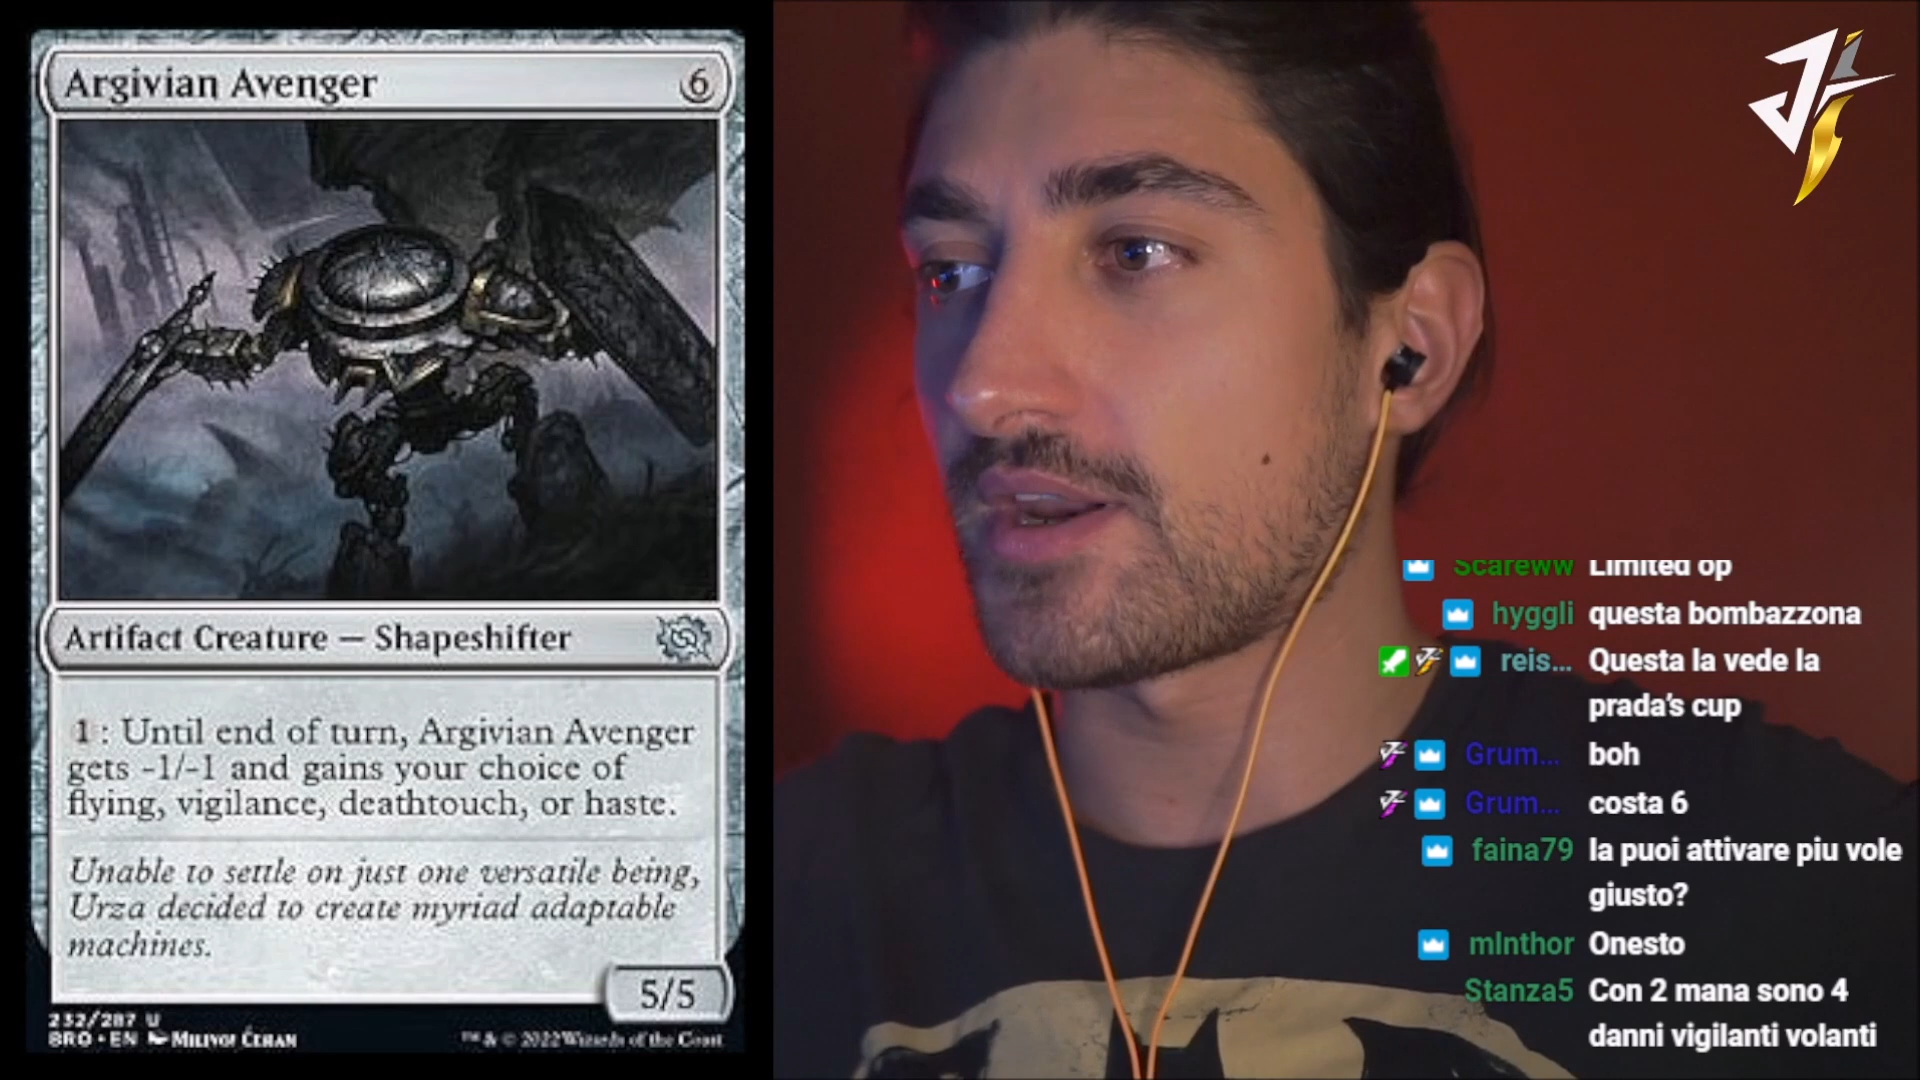 Argivian Avenger 6
Artifact Creature — Shapeshifter
1: Until end of turn, Argivian Avenger
gets -1/-1 and gains your choice of
flying, vigilance, deathtouch, or haste.
Unable to settle on just one versatile being,
Urza decided to create myriad adaptable
machines.
5/5
232/287 U
BRO • EN MILIVOJ ĆERAN
™ & © 2022 Wizards of the Coast
Scareww Limited op
hyggli questa bombazzona
reis... Questa la vede la
prada's cup
Grum... boh
Grum... costa 6
faina79 la puoi attivare piu vole
giusto?
mlnthor Onesto
Stanza5 Con 2 mana sono 4
danni vigilanti volanti